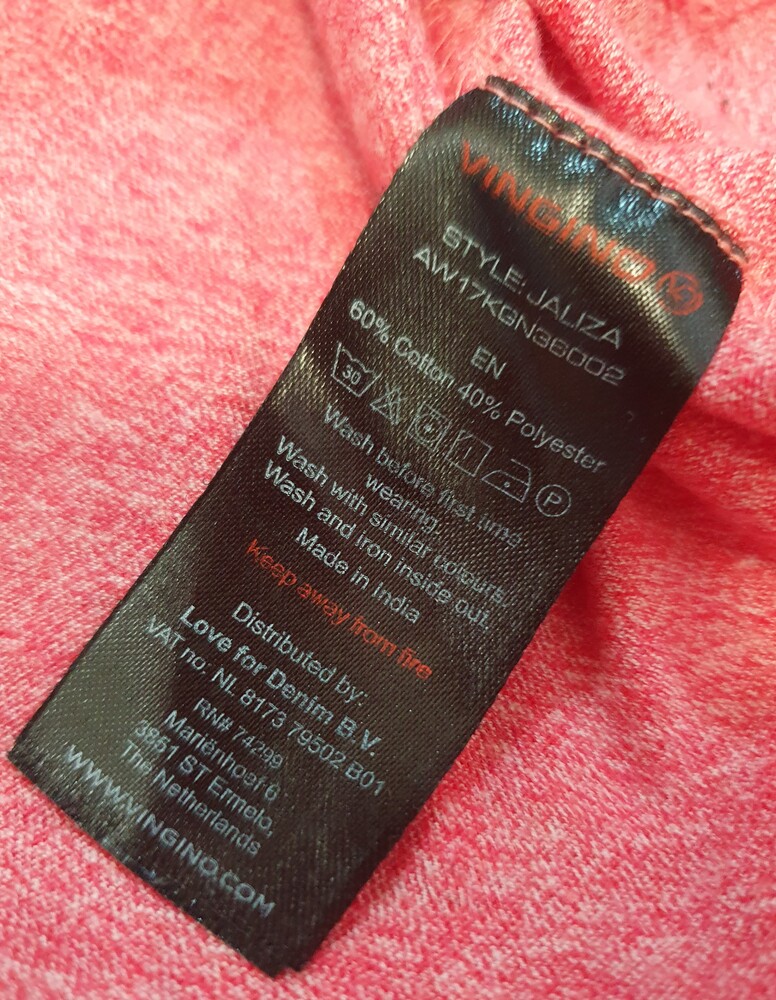 VINGINO
STYLE: JALIZA
AW17KGN36002
EN
60% Cotton 40% Polyester
30 P
Wash before first time
wearing.
Wash with similar colours.
Wash and iron inside out.
Made in India
Keep away from fire
Distributed by:
Love for Denim B.V.
VAT no. NL 8173 79502 B01
RN# 74299
Mariënhoef 6,
3851 ST Ermelo,
The Netherlands
WWW.VINGINO.COM